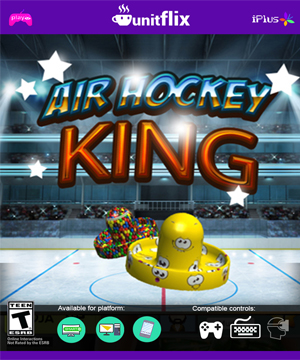 play
unitflix
iPlus
AIR HOCKEY
KING
TEEN
T
ESRB
Online Interactions
Not Rated by the ESRB
Available for platform:
Compatible controls: